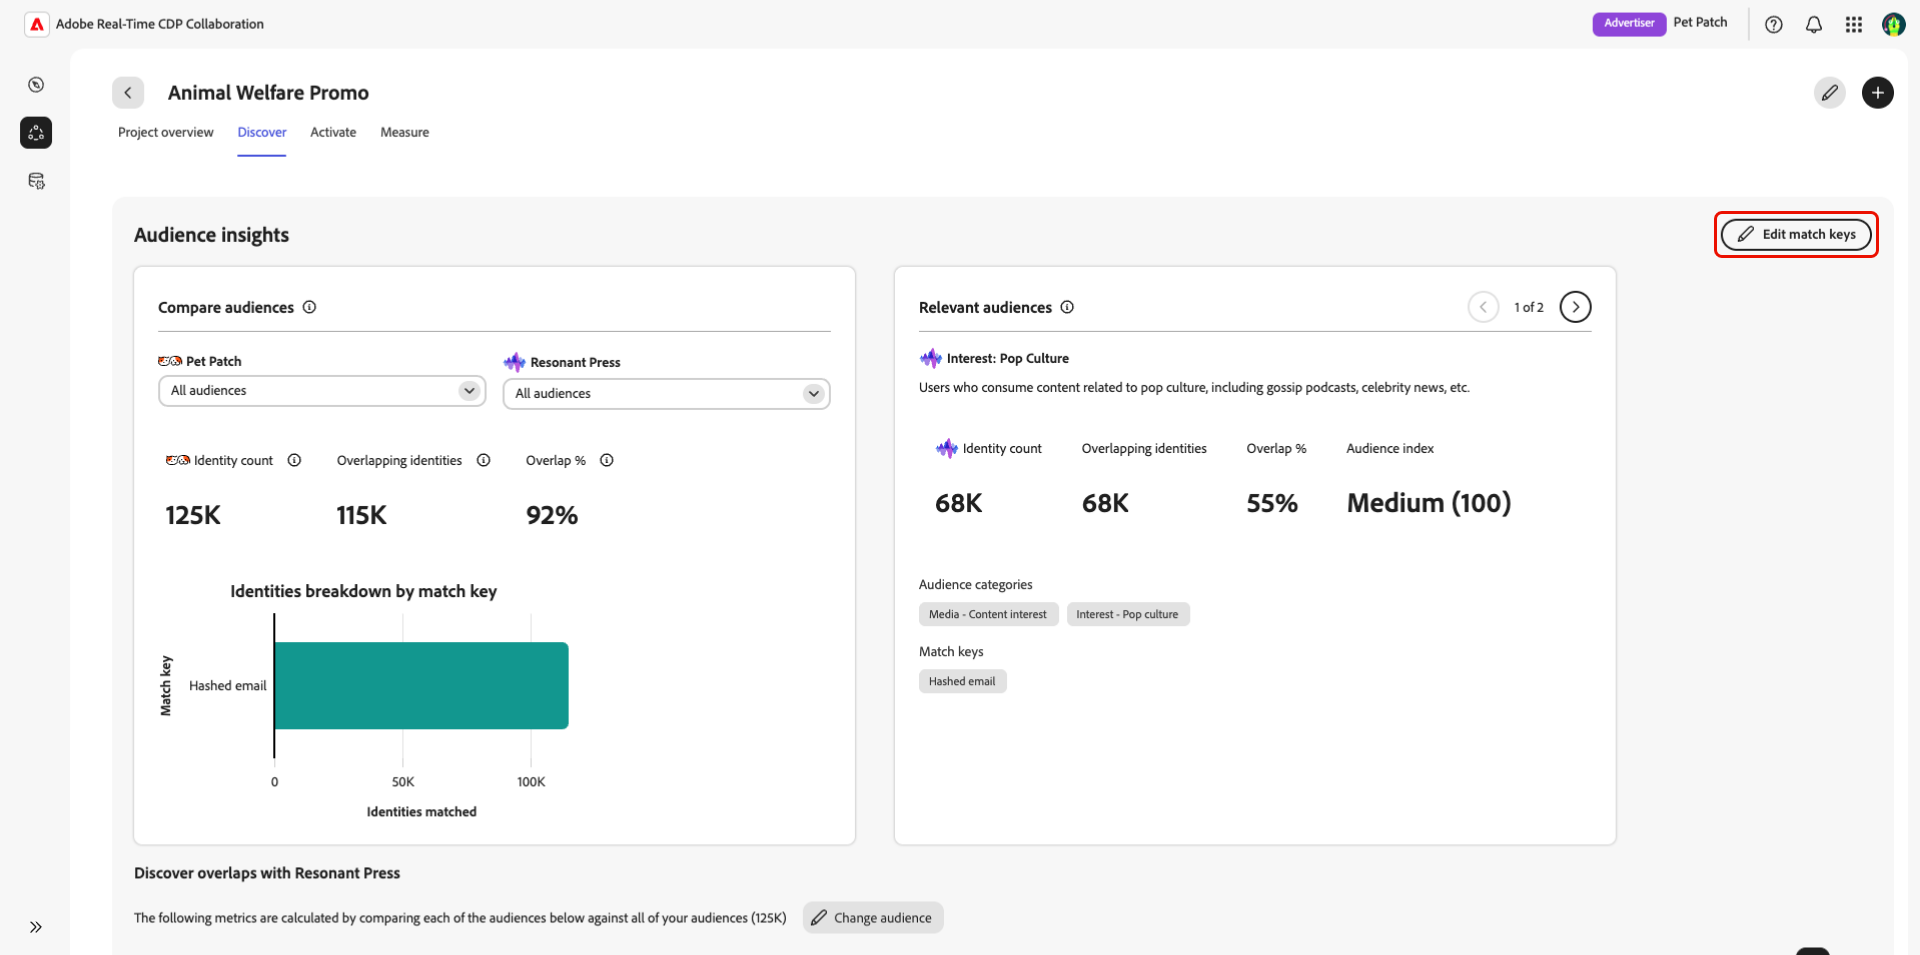 Adobe Real-Time CDP Collaboration
Advertiser Pet Patch
Animal Welfare Promo
Project overview Discover Activate Measure
Audience insights
Edit match keys
Compare audiences
Pet Patch
All audiences
Resonant Press
All audiences
Identity count Overlapping identities Overlap %
125K 115K 92%
Identities breakdown by match key
Match key
Hashed email
0 50K 100K
Identities matched
Relevant audiences
1 of 2
Interest: Pop Culture
Users who consume content related to pop culture, including gossip podcasts, celebrity news, etc.
Identity count Overlapping identities Overlap % Audience index
68K 68K 55% Medium (100)
Audience categories
Media - Content interest Interest - Pop culture
Match keys
Hashed email
Discover overlaps with Resonant Press
The following metrics are calculated by comparing each of the audiences below against all of your audiences (125K)
Change audience